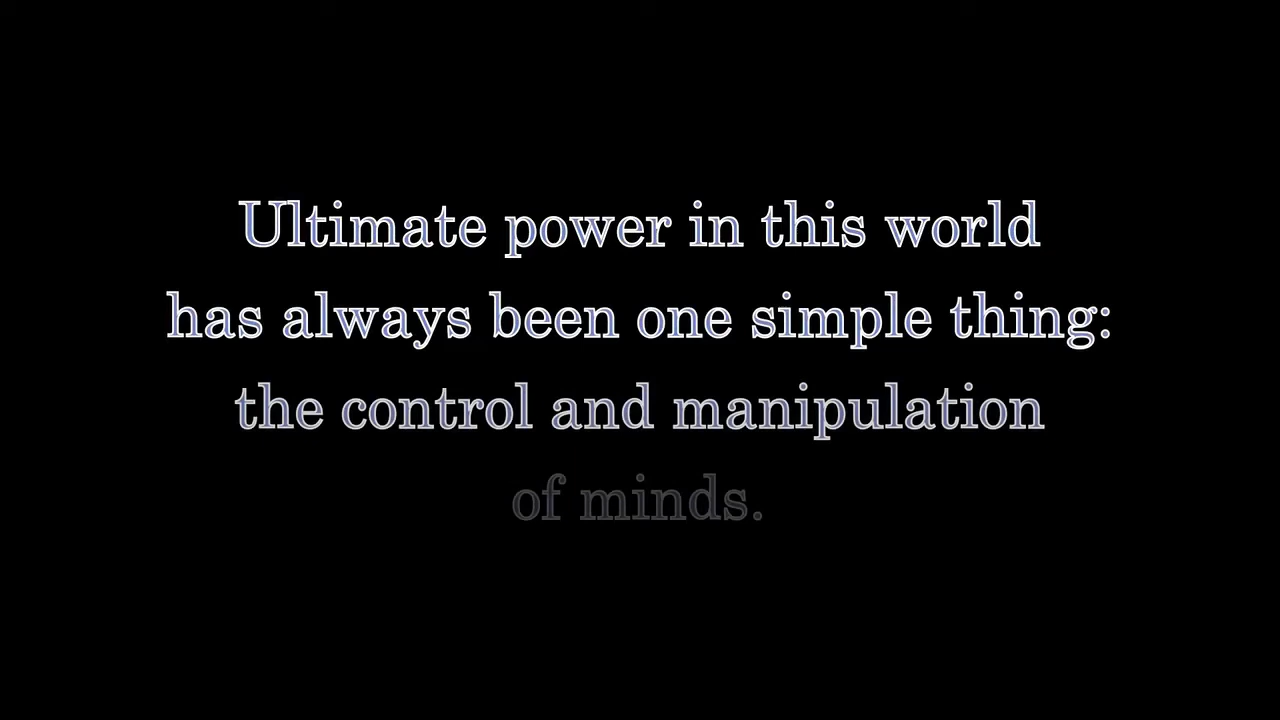 Ultimate power in this world
has always been one simple thing:
the control and manipulation
of minds.